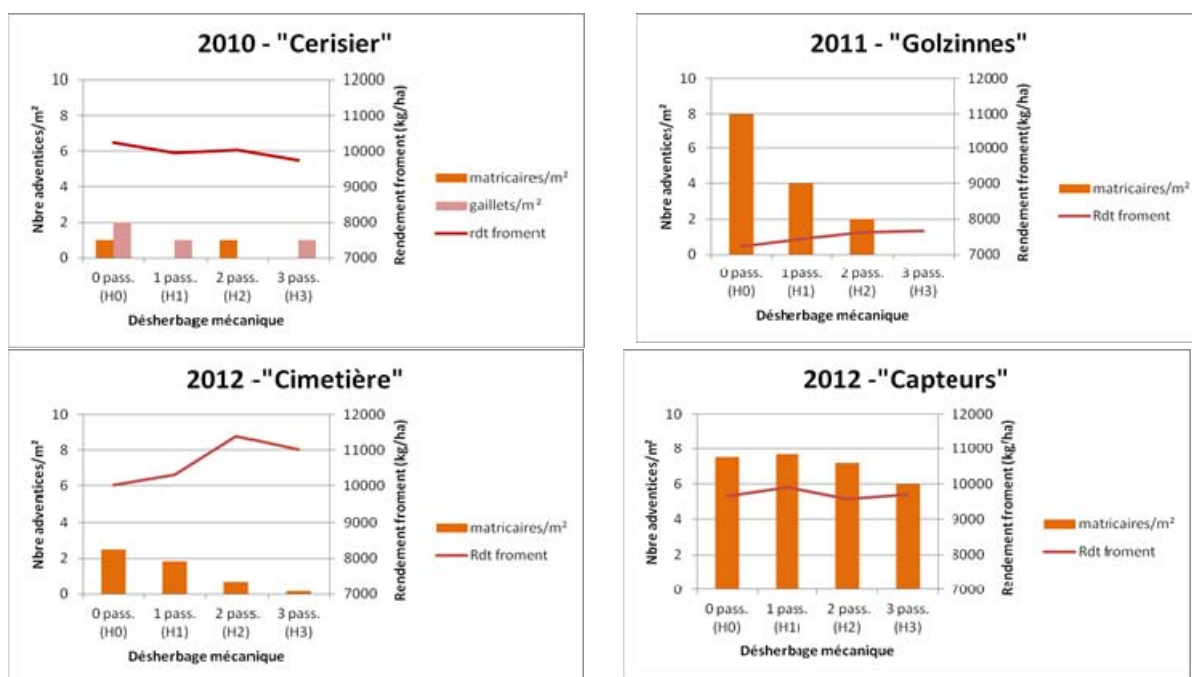 2010 - "Cerisier"
Nbre adventices/m²
10
8
6
4
2
0
12000
11000
10000
9000
8000
7000
Rendement froment (kg/ha)
matricaires/m²
gaillets/m²
rdt froment
0 pass. 1 pass. 2 pass. 3 pass.
(H0) (H1) (H2) (H3)
Désherbage mécanique
2011 - "Golzinnes"
Nbre adventices/m²
10
8
6
4
2
0
12000
11000
10000
9000
8000
7000
Rendement froment(kg/ha)
matricaires/m²
Rdt froment
0 pass. 1 pass. 2 pass. 3 pass.
(H0) (H1) (H2) (H3)
Désherbage mécanique
2012 -"Cimetière"
Nbre adventices/m²
10
8
6
4
2
0
12000
11000
10000
9000
8000
7000
Rendement froment (kg/ha)
matricaires/m²
Rdt froment
0 pass. 1 pass. 2 pass. 3 pass.
(H0) (H1) (H2) (H3)
Désherbage mécanique
2012 -"Capteurs"
Nbre adventices/m²
10
8
6
4
2
0
12000
11000
10000
9000
8000
7000
Rendement froment (kg/ha)
matricaires/m²
Rdt froment
0 pass. 1 pass. 2 pass. 3 pass.
(H0) (H1) (H2) (H3)
Désherbage mécanique